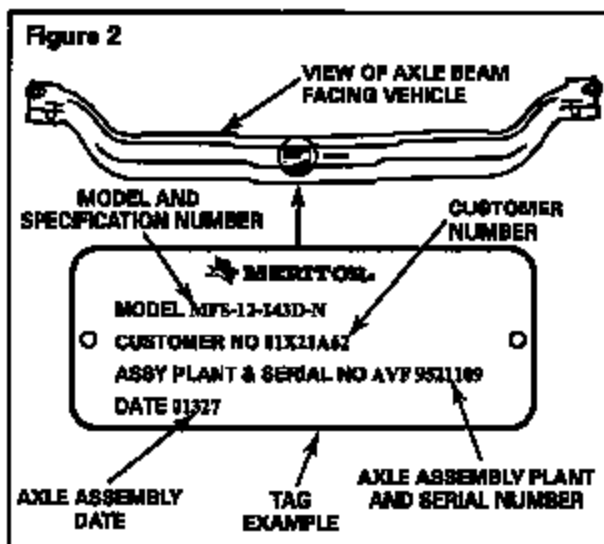 Figure 2
VIEW OF AXLE BEAM
FACING VEHICLE
MODEL AND
SPECIFICATION NUMBER
CUSTOMER
NUMBER
MERITOR
MODEL MFS-12-143D-N
CUSTOMER NO 01X21A62
ASSY PLANT & SERIAL NO AVF 9521109
DATE 01327
AXLE ASSEMBLY
DATE
TAG
EXAMPLE
AXLE ASSEMBLY PLANT
AND SERIAL NUMBER